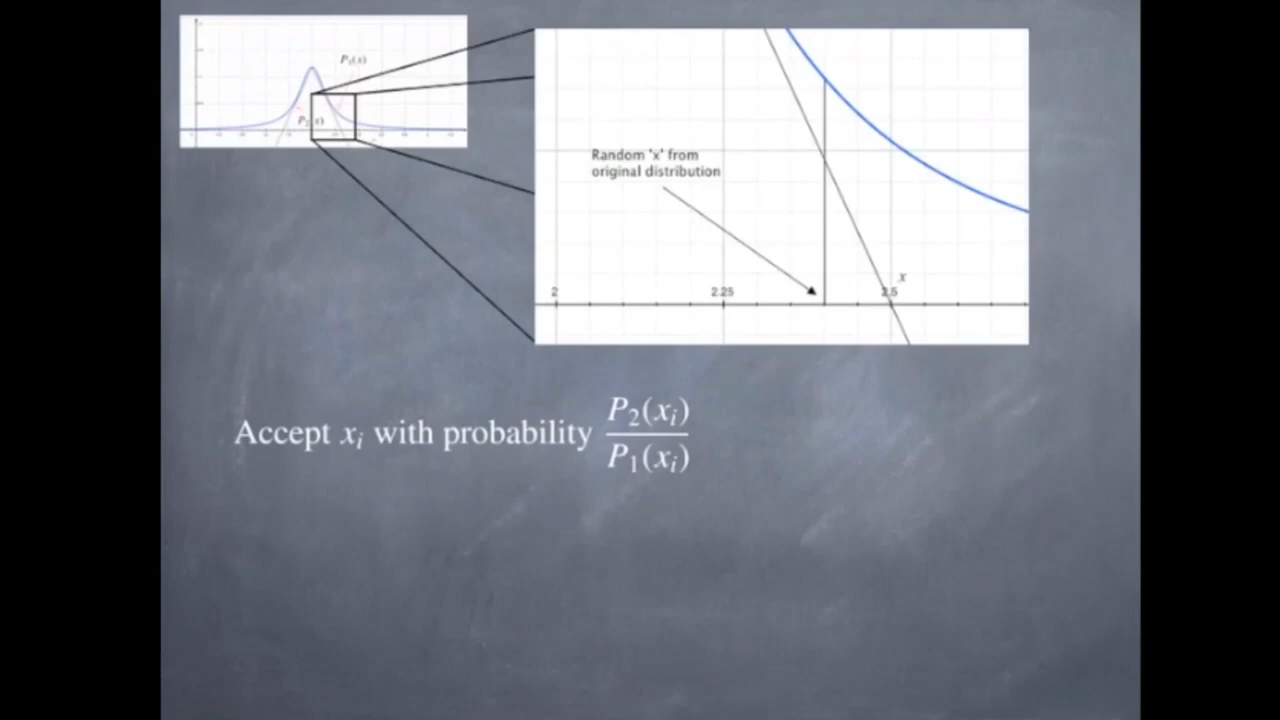 P₁(x)
P₂(x)
Random 'x' from
original distribution
x
2 2.25 2.5
Accept xᵢ with probability P₂(xᵢ)
P₁(xᵢ)